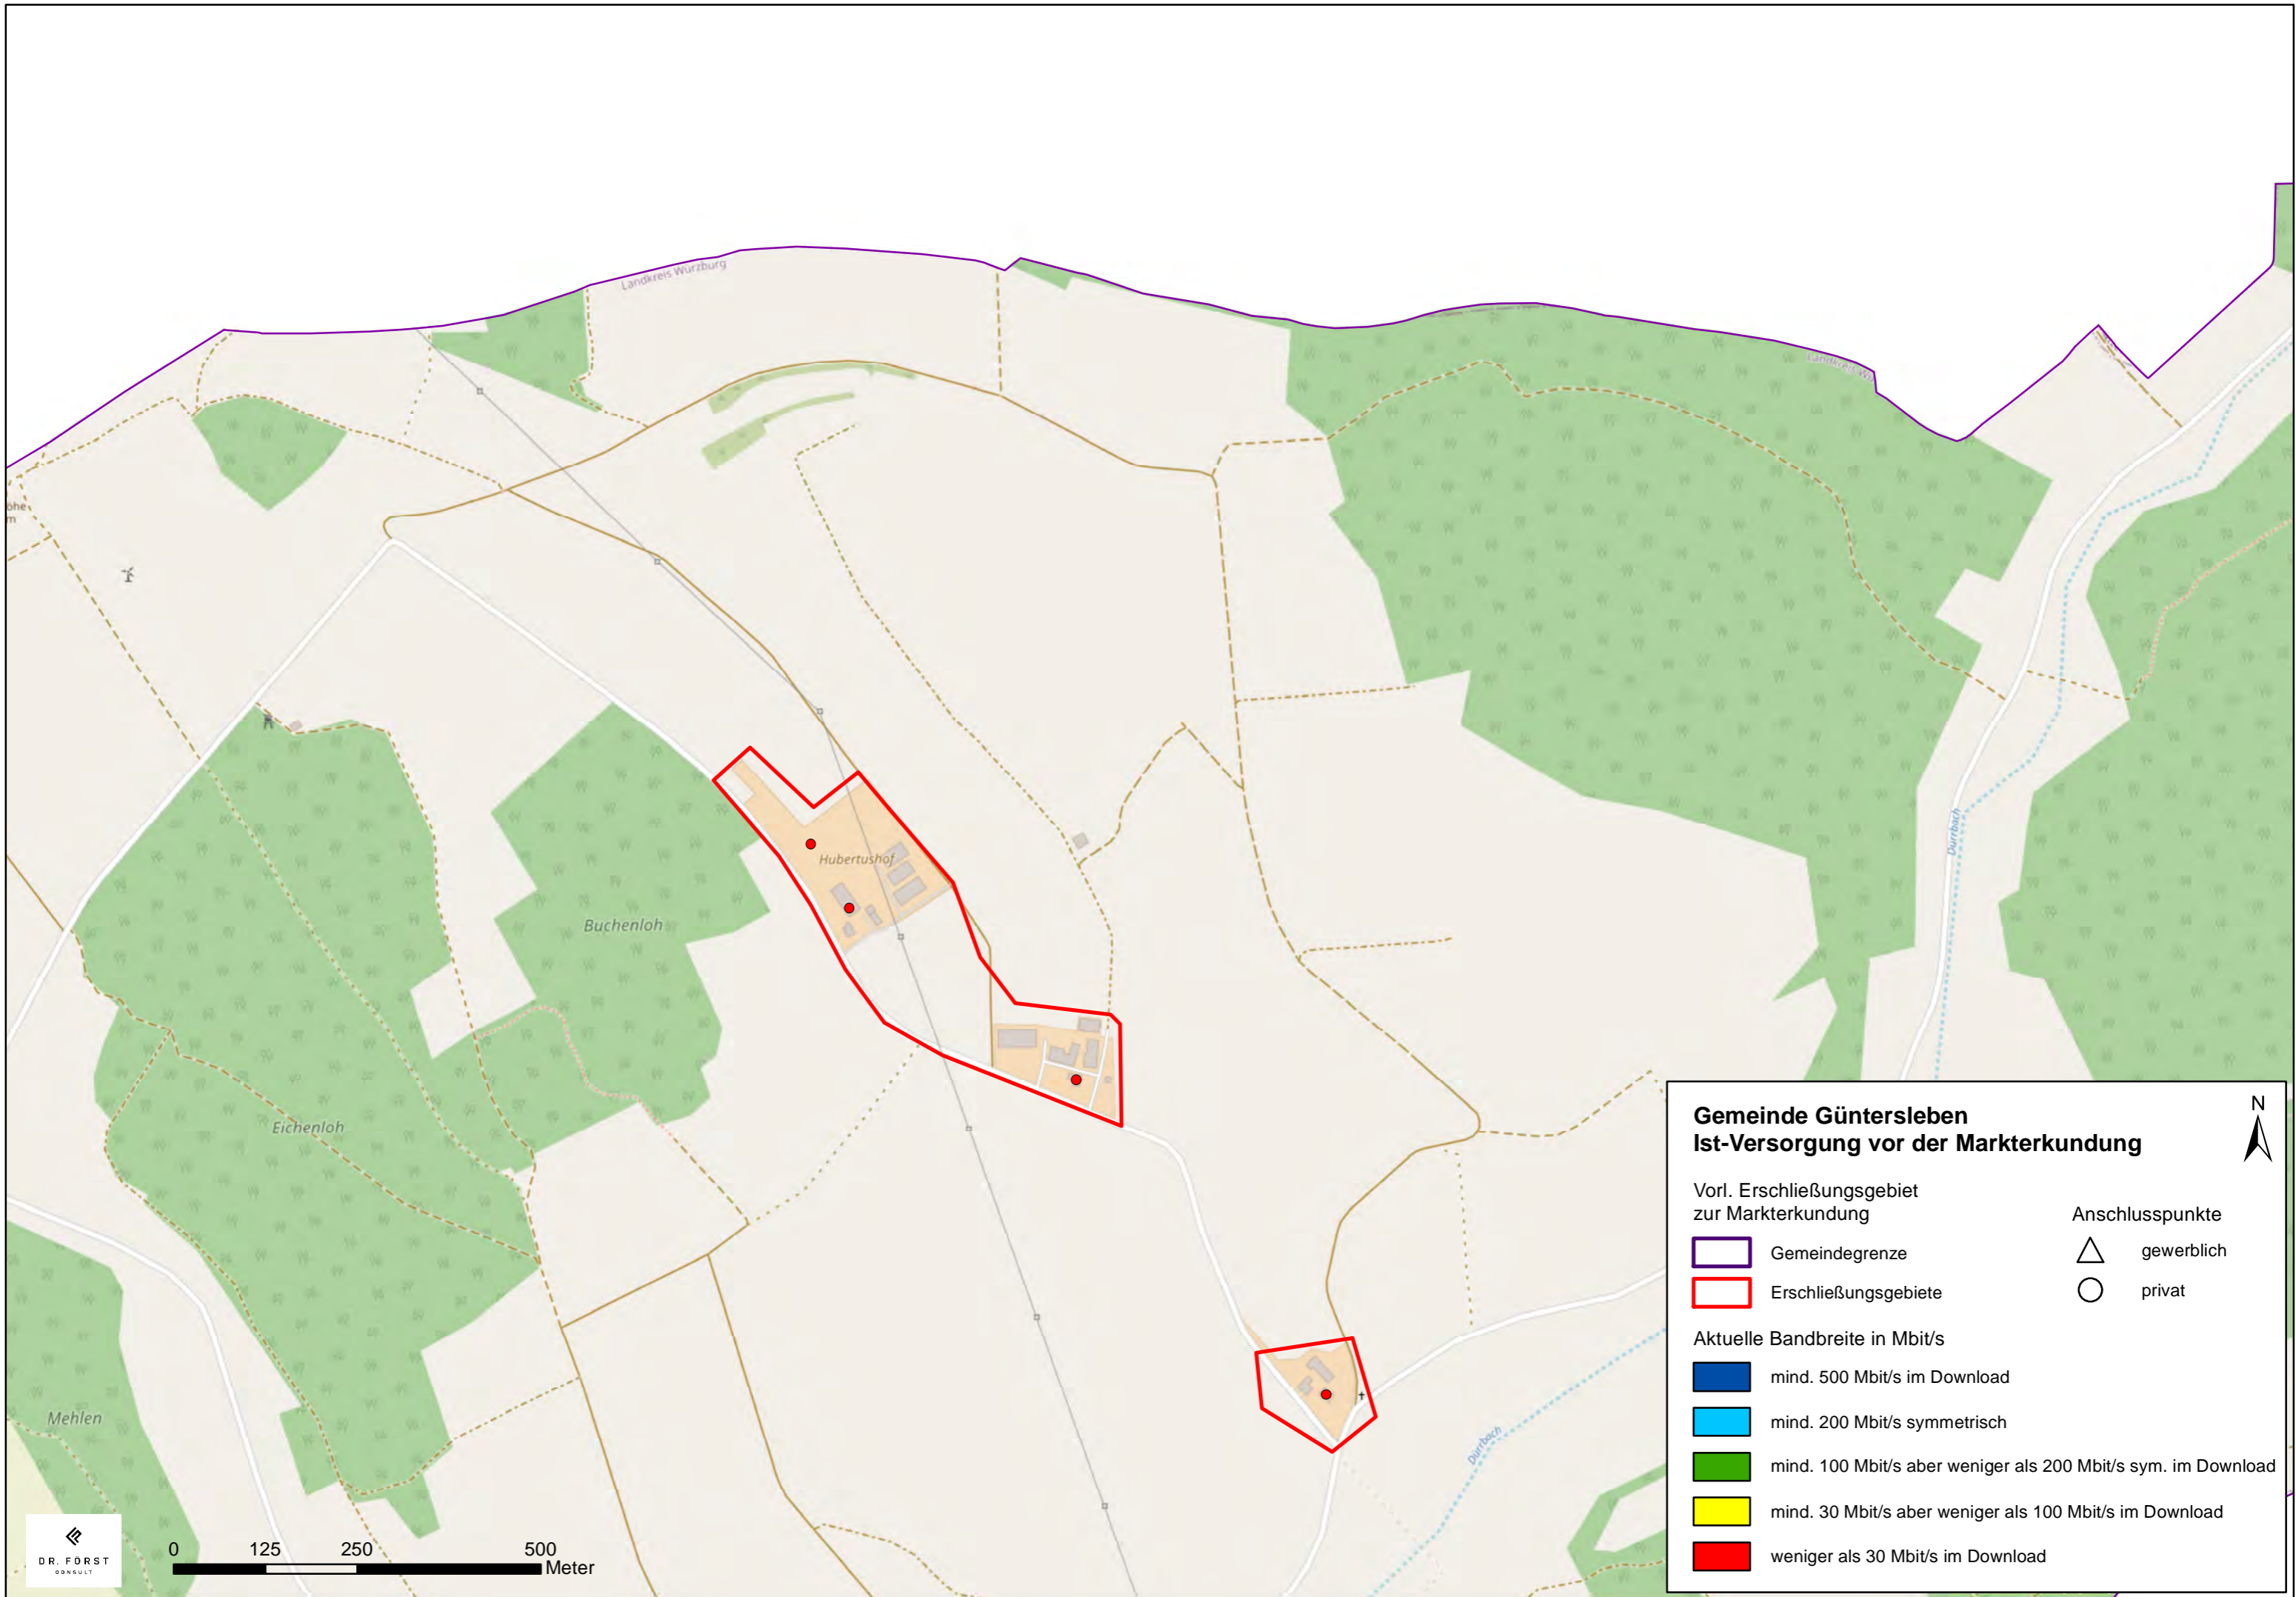 Landkreis Würzburg
Landkreis Wü
öhe
m
Hubertushof
Buchenloh
Eichenloh
Mehlen
Dürrbach
Dürrbach
Gemeinde Güntersleben
Ist-Versorgung vor der Markterkundung
N
Vorl. Erschließungsgebiet
zur Markterkundung
Gemeindegrenze
Erschließungsgebiete
Anschlusspunkte
gewerblich
privat
Aktuelle Bandbreite in Mbit/s
mind. 500 Mbit/s im Download
mind. 200 Mbit/s symmetrisch
mind. 100 Mbit/s aber weniger als 200 Mbit/s sym. im Download
mind. 30 Mbit/s aber weniger als 100 Mbit/s im Download
weniger als 30 Mbit/s im Download
DR. FÖRST
CONSULT
0 125 250 500
Meter